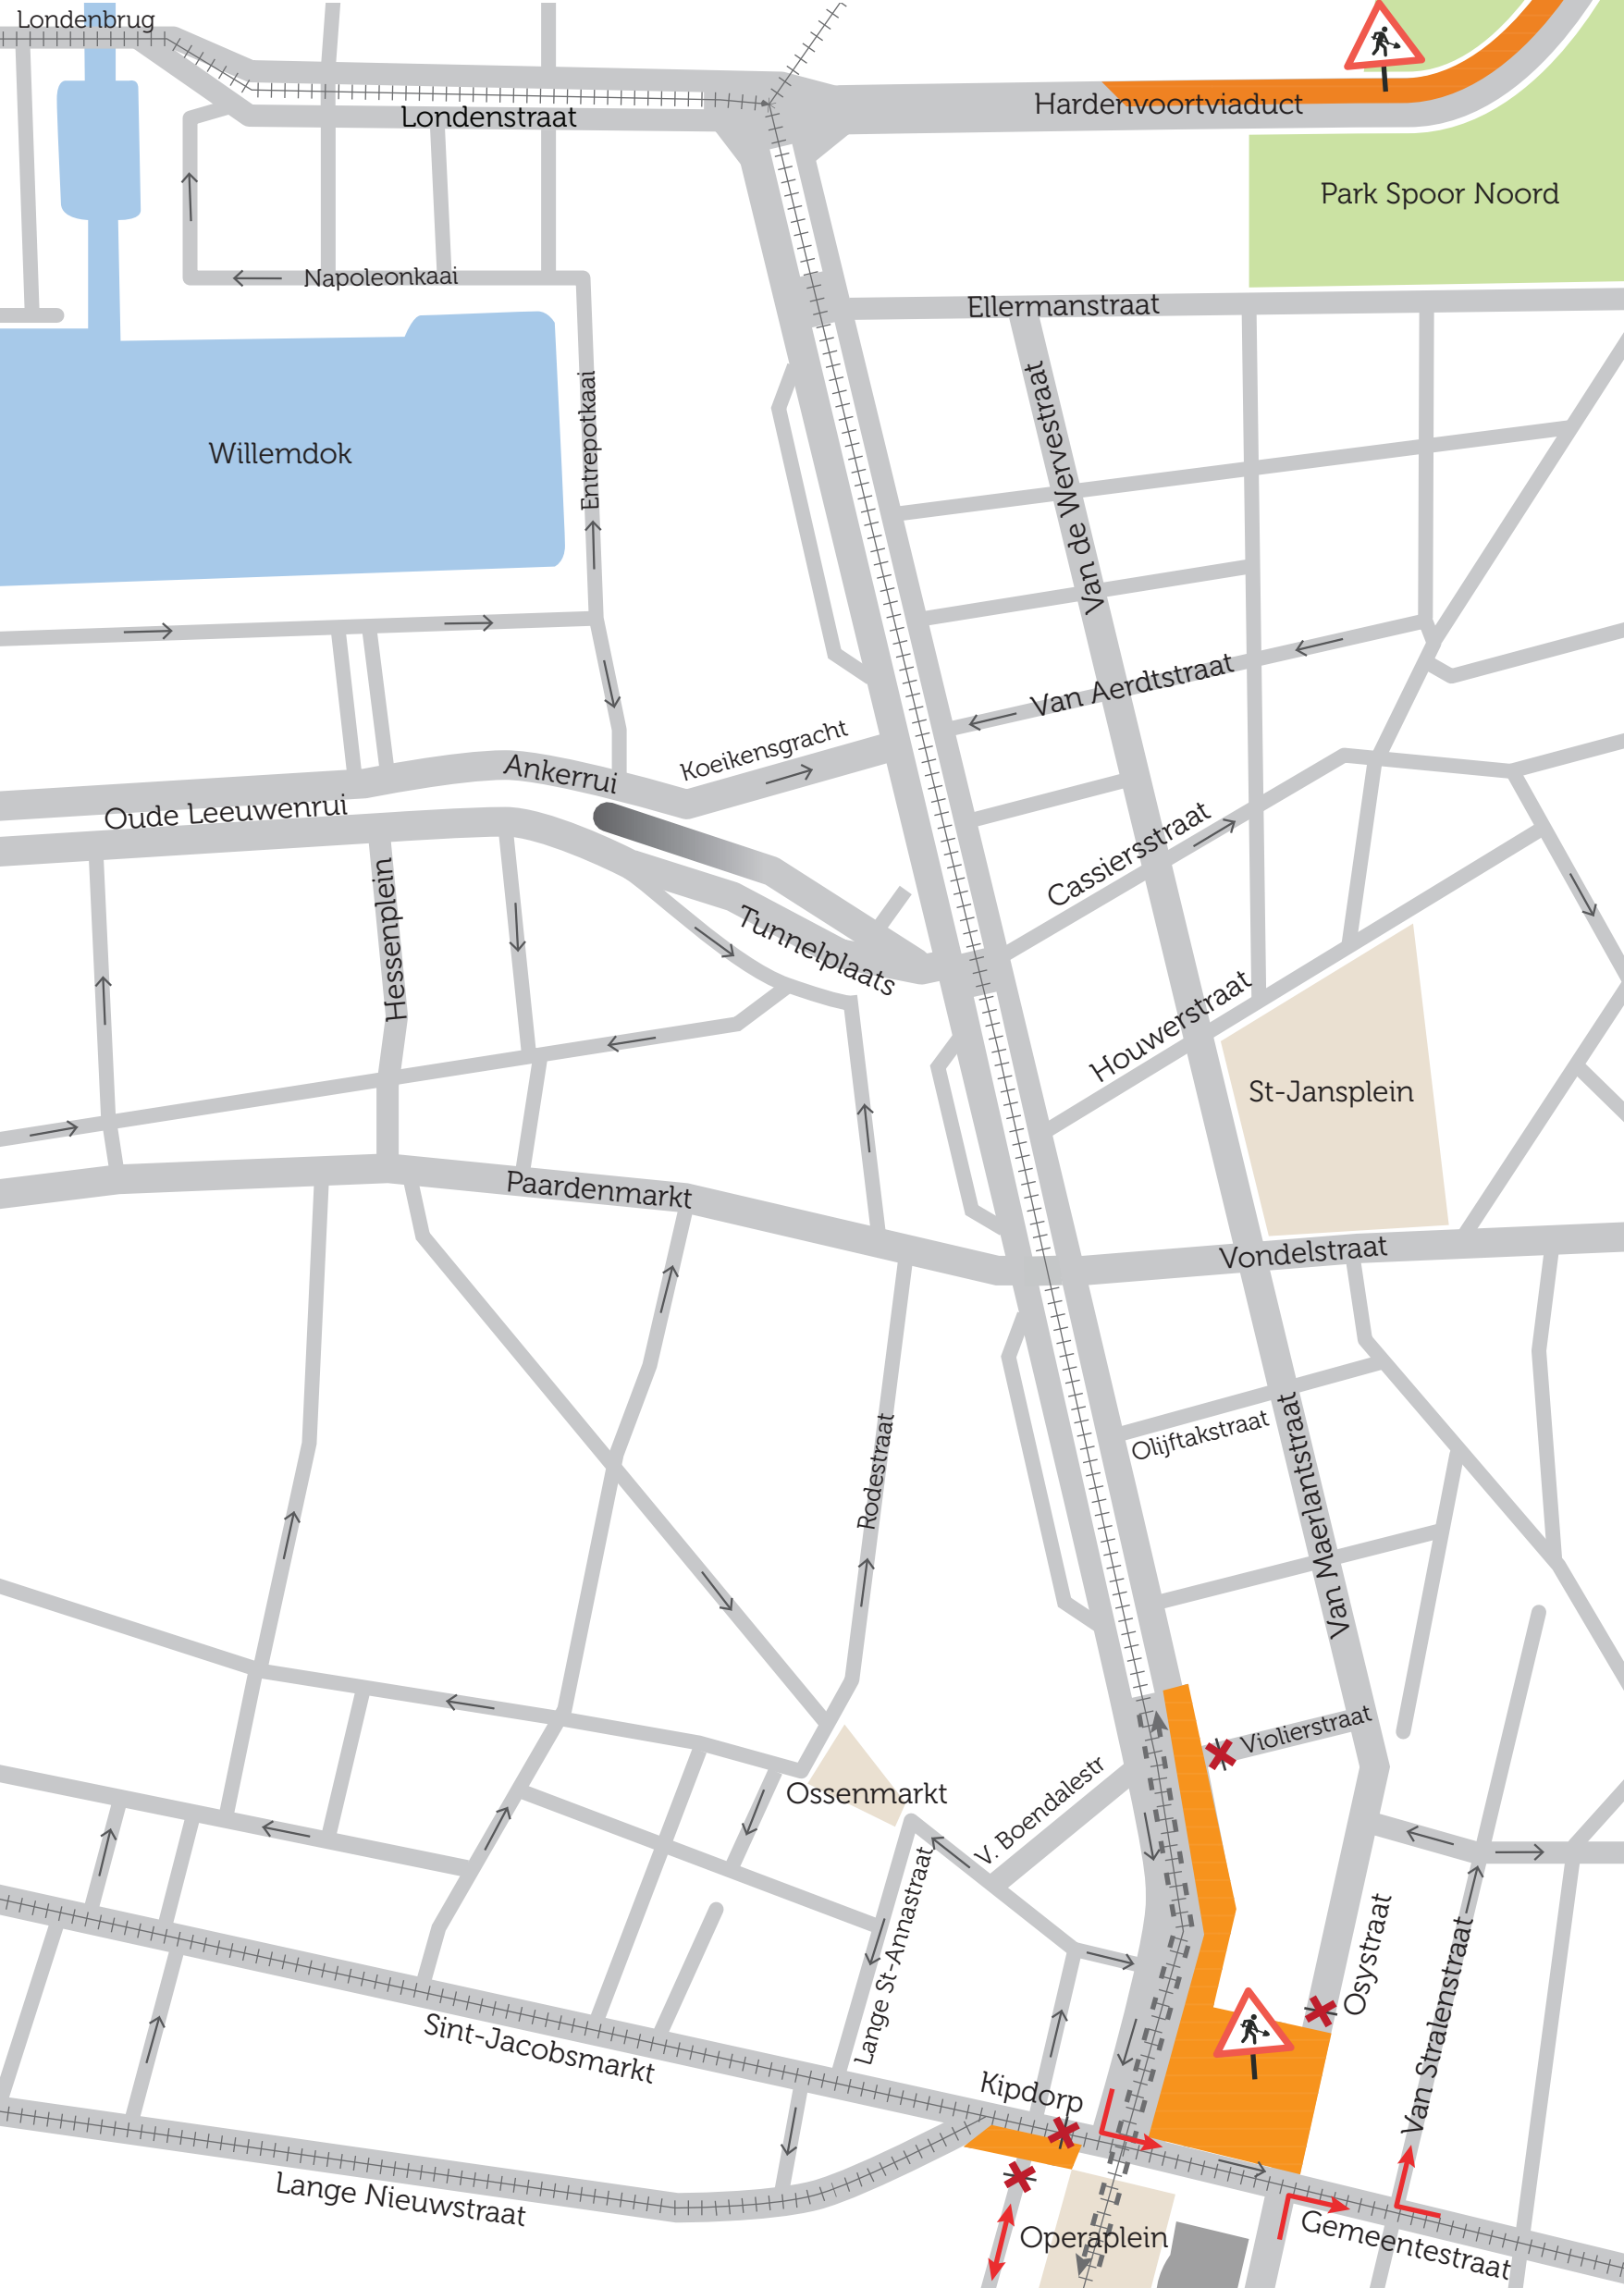 Londenbrug
Londenstraat
Hardenvoortviaduct
Park Spoor Noord
Napoleonkaai
Ellermanstraat
Willemdok
Entrepotkaai
Van de Wervestraat
Van Aerdtstraat
Koeikensgracht
Ankerrui
Oude Leeuwenrui
Cassiersstraat
Hessenplein
Tunnelplaats
Houwerstraat
St-Jansplein
Paardenmarkt
Vondelstraat
Olijftakstraat
Van Maerlantstraat
Rodestraat
Violierstraat
Ossenmarkt
V. Boendalestr
Lange St-Annastraat
Osystraat
Van Stralenstraat
Sint-Jacobsmarkt
Kipdorp
Lange Nieuwstraat
Operaplein
Gemeentestraat